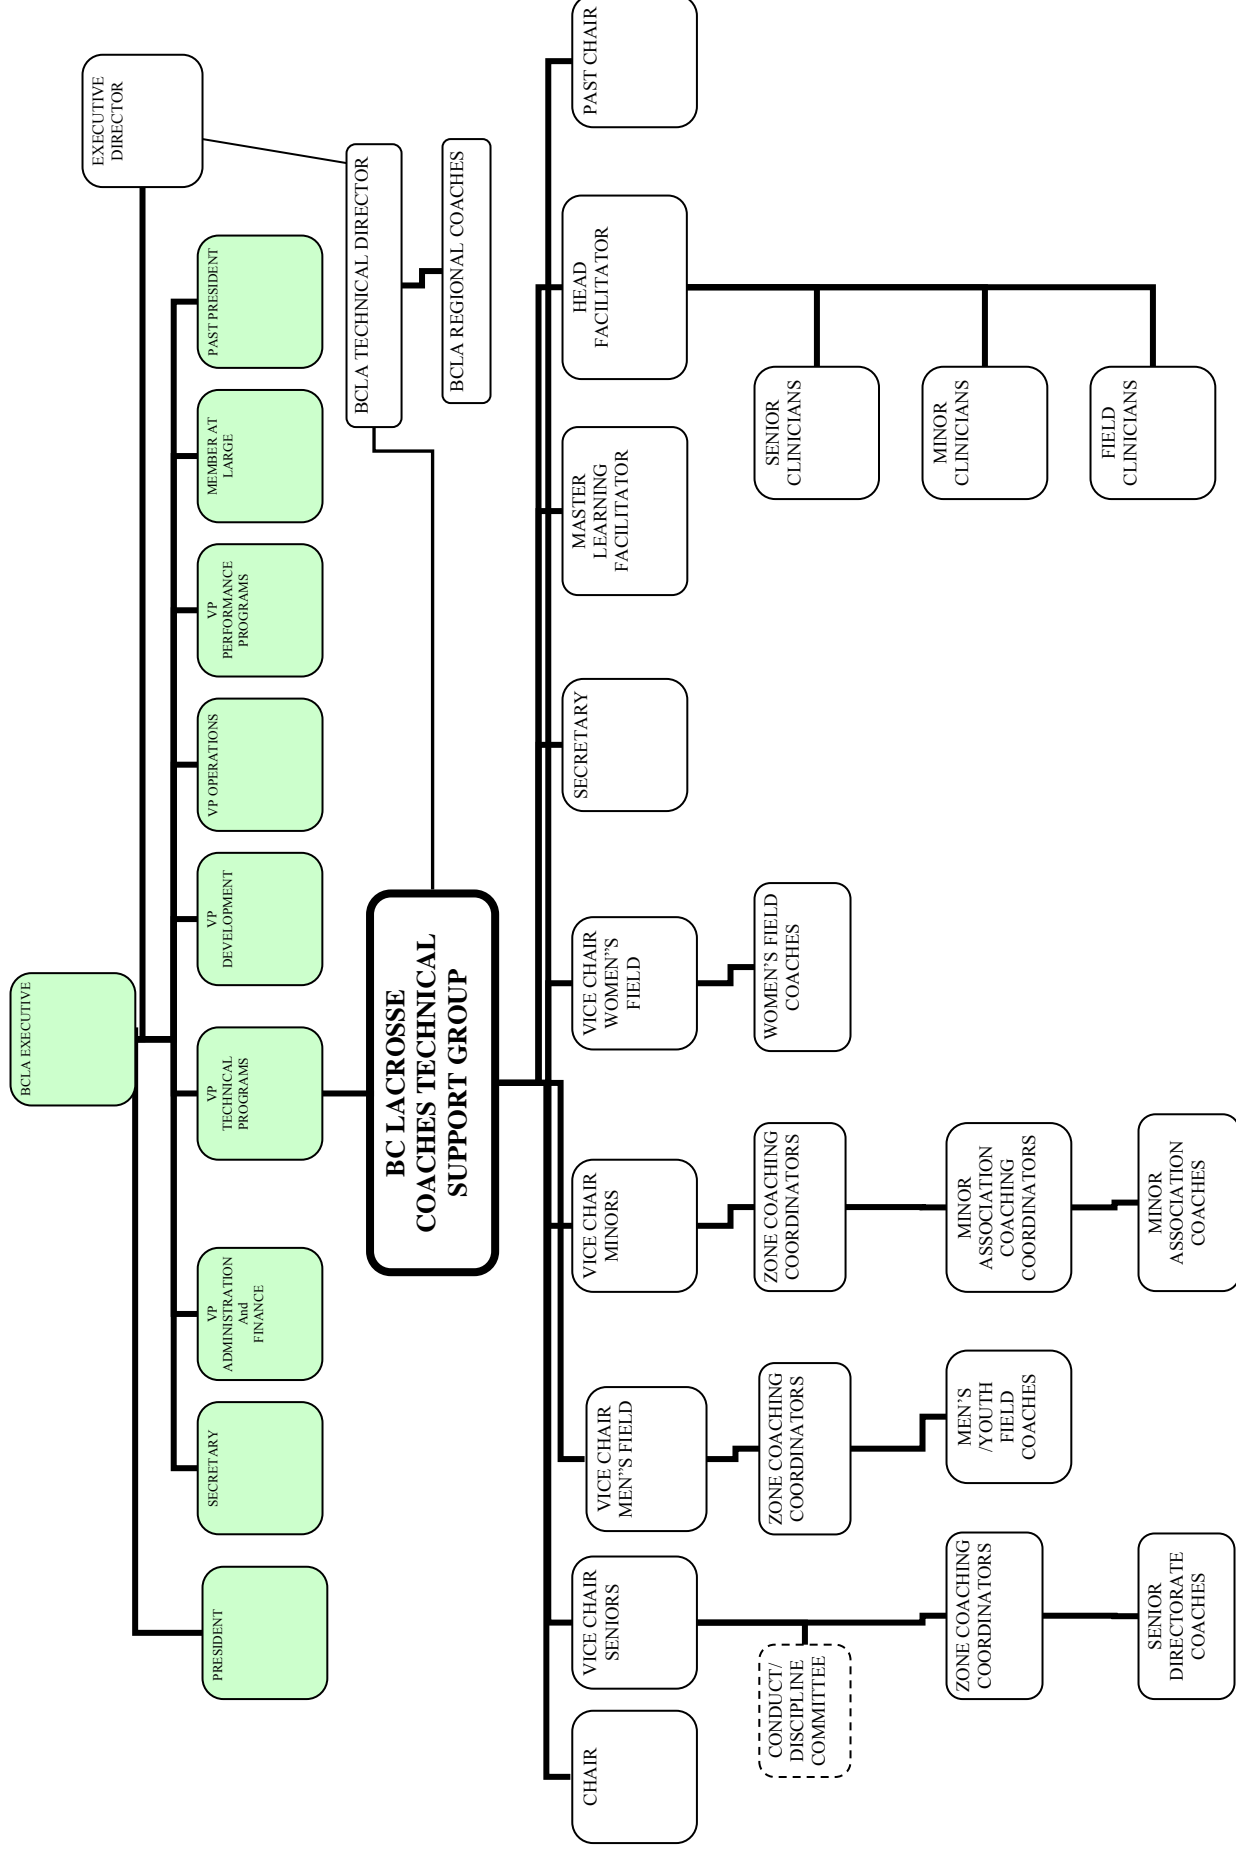 BCLA EXECUTIVE
EXECUTIVE
DIRECTOR
PRESIDENT
SECRETARY
VP
ADMINISTRATION
And
FINANCE
VP
TECHNICAL
PROGRAMS
VP
DEVELOPMENT
VP OPERATIONS
VP
PERFORMANCE
PROGRAMS
MEMBER AT
LARGE
PAST PRESIDENT
BCLA TECHNICAL DIRECTOR
BCLA REGIONAL COACHES
BC LACROSSE
COACHES TECHNICAL
SUPPORT GROUP
CHAIR
VICE CHAIR
SENIORS
VICE CHAIR
MEN"S FIELD
VICE CHAIR
MINORS
VICE CHAIR
WOMEN"S
FIELD
SECRETARY
MASTER
LEARNING
FACILITATOR
HEAD
FACILITATOR
PAST CHAIR
CONDUCT/
DISCIPLINE
COMMITTEE
ZONE COACHING
COORDINATORS
ZONE COACHING
COORDINATORS
WOMEN'S FIELD
COACHES
SENIOR
CLINICIANS
ZONE COACHING
COORDINATORS
MEN'S
/YOUTH
FIELD
COACHES
MINOR
ASSOCIATION
COACHING
COORDINATORS
MINOR
CLINICIANS
SENIOR
DIRECTORATE
COACHES
MINOR
ASSOCIATION
COACHES
FIELD
CLINICIANS